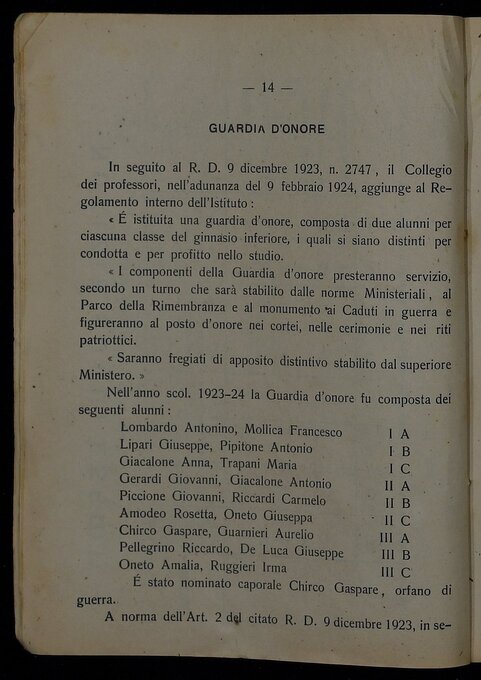 — 14 —
GUARDIA D'ONORE
In seguito al R. D. 9 dicembre 1923, n. 2747 , il Collegio
dei professori, nell'adunanza del 9 febbraio 1924, aggiunge al Re-
golamento interno dell'Istituto :
« É istituita una guardia d'onore, composta di due alunni per
ciascuna classe del ginnasio inferiore, i quali si siano distinti per
condotta e per profitto nello studio.
« I componenti della Guardia d'onore presteranno servizio,
secondo un turno che sarà stabilito dalle norme Ministeriali , al
Parco della Rimembranza e al monumento ai Caduti in guerra e
figureranno al posto d'onore nei cortei, nelle cerimonie e nei riti
patriottici.
« Saranno fregiati di apposito distintivo stabilito dal superiore
Ministero. »
Nell'anno scol. 1923-24 la Guardia d'onore fu composta dei
seguenti alunni :
Lombardo Antonino, Mollica Francesco I A
Lipari Giuseppe, Pipitone Antonio I B
Giacalone Anna, Trapani Maria I C
Gerardi Giovanni, Giacalone Antonio II A
Piccione Giovanni, Riccardi Carmelo II B
Amodeo Rosetta, Oneto Giuseppa II C
Chirco Gaspare, Guarnieri Aurelio III A
Pellegrino Riccardo, De Luca Giuseppe III B
Oneto Amalia, Ruggieri Irma III C
É stato nominato caporale Chirco Gaspare, orfano di
guerra.
A norma dell'Art. 2 del citato R. D. 9 dicembre 1923, in se-